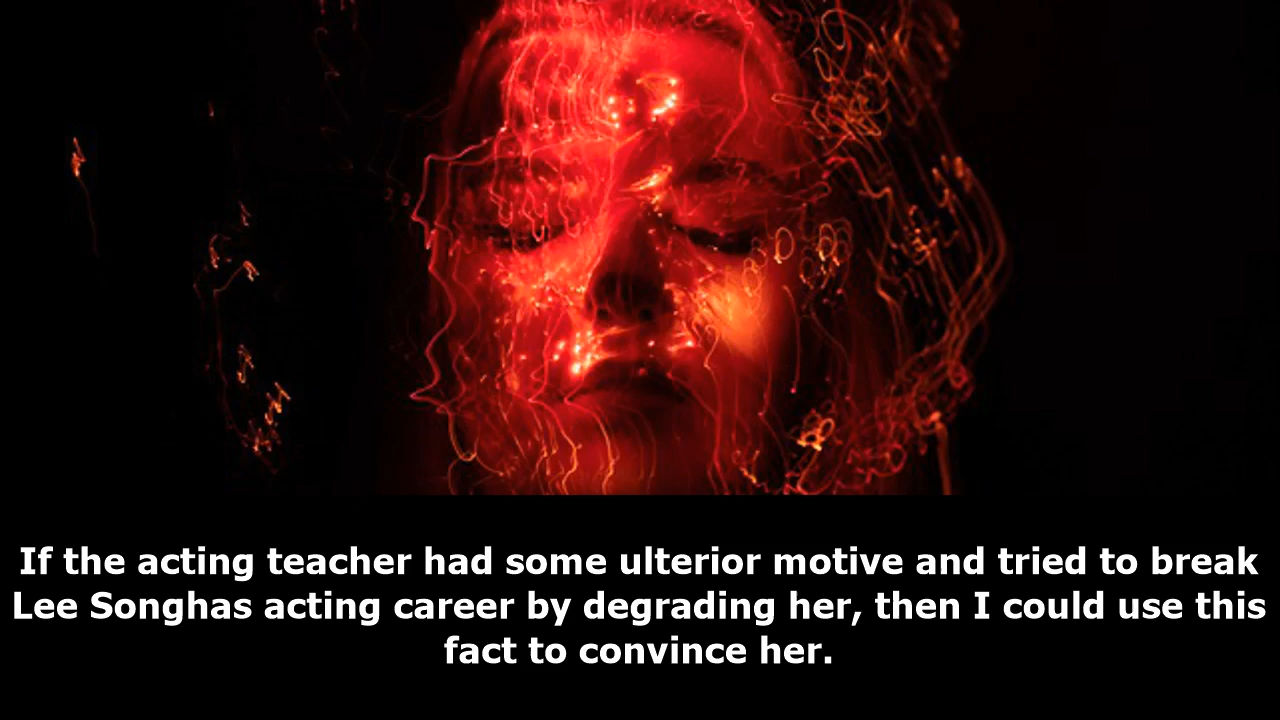 If the acting teacher had some ulterior motive and tried to break
Lee Songhas acting career by degrading her, then I could use this
fact to convince her.